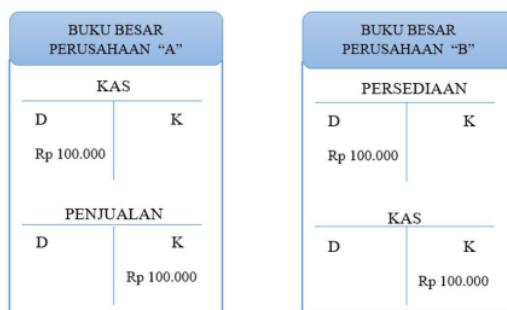 BUKU BESAR
PERUSAHAAN “A”
KAS
D K
Rp 100.000
PENJUALAN
D K
Rp 100.000
BUKU BESAR
PERUSAHAAN “B”
PERSEDIAAN
D K
Rp 100.000
KAS
D K
Rp 100.000